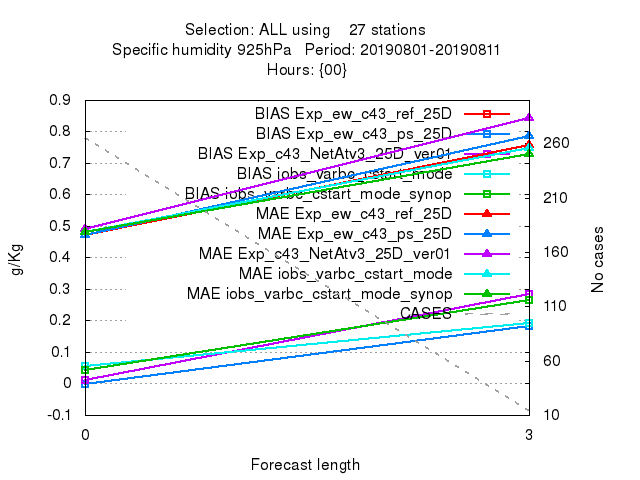 Selection: ALL using    27 stations
Specific humidity 925hPa   Period: 20190801-20190811
Hours: {00}
BIAS Exp_ew_c43_ref_25D
BIAS Exp_ew_c43_ps_25D
BIAS Exp_c43_NetAtv3_25D_ver01
BIAS iobs_varbc_cstart_mode
BIAS iobs_varbc_cstart_mode_synop
MAE Exp_ew_c43_ref_25D
MAE Exp_ew_c43_ps_25D
MAE Exp_c43_NetAtv3_25D_ver01
MAE iobs_varbc_cstart_mode
MAE iobs_varbc_cstart_mode_synop
CASES
0.9
0.8
0.7
0.6
0.5
0.4
0.3
0.2
0.1
0
-0.1
g/Kg
260
210
160
110
60
10
No cases
0
3
Forecast length